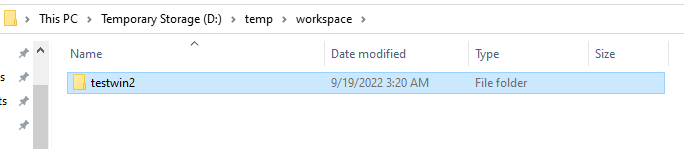 This PC > Temporary Storage (D:) > temp > workspace >
Name Date modified Type Size
s testwin2 9/19/2022 3:20 AM File folder
ts